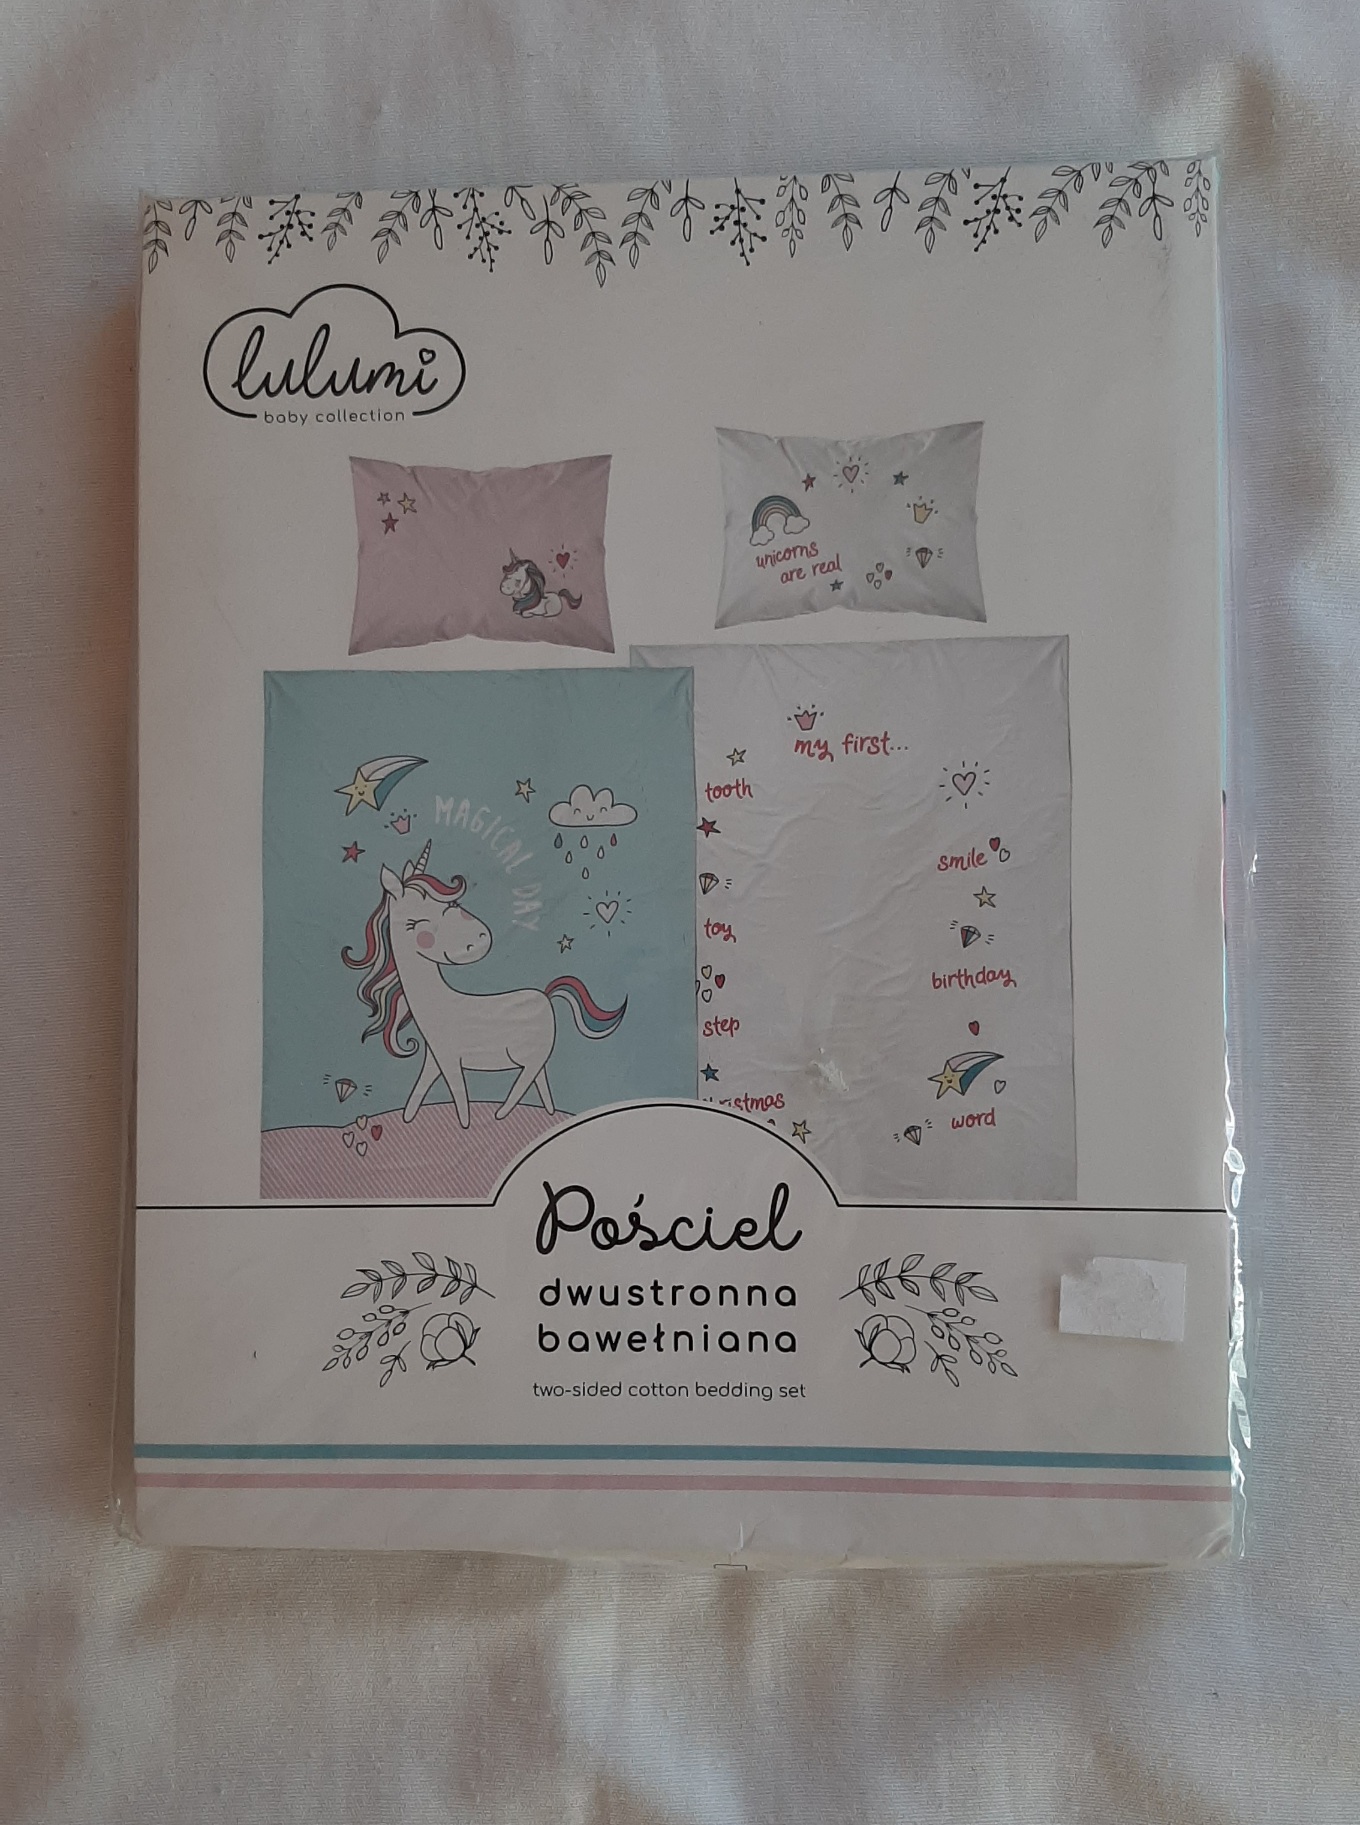 lulumi
baby collection
unicorns
are real
MAGICAL DAY
my first...
tooth
smile
toy
birthday
step
word
Pościel
dwustronna
bawełniana
two-sided cotton bedding set